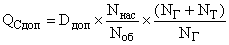 Q_Сдоп = D_доп × N_нас / N_об × (N_Г + N_Т) / N_Г